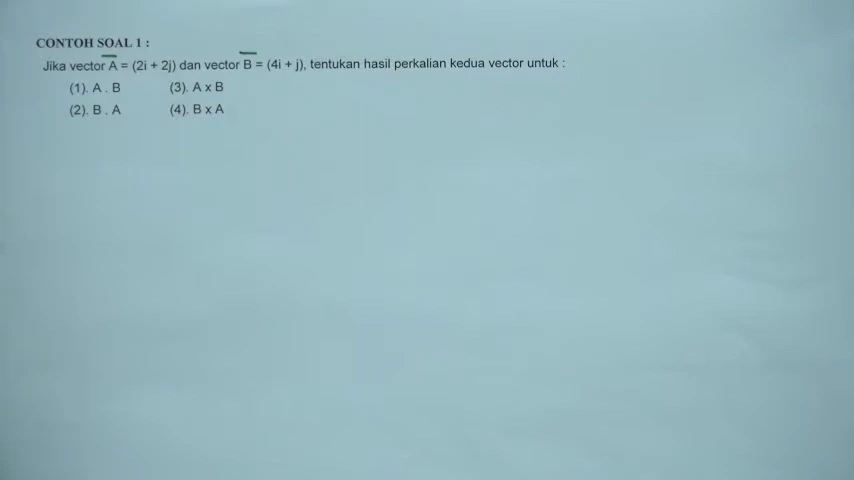 CONTOH SOAL 1 :
Jika vector A = (2i + 2j) dan vector B = (4i + j), tentukan hasil perkalian kedua vector untuk :
(1). A . B (3). A x B
(2). B . A (4). B x A